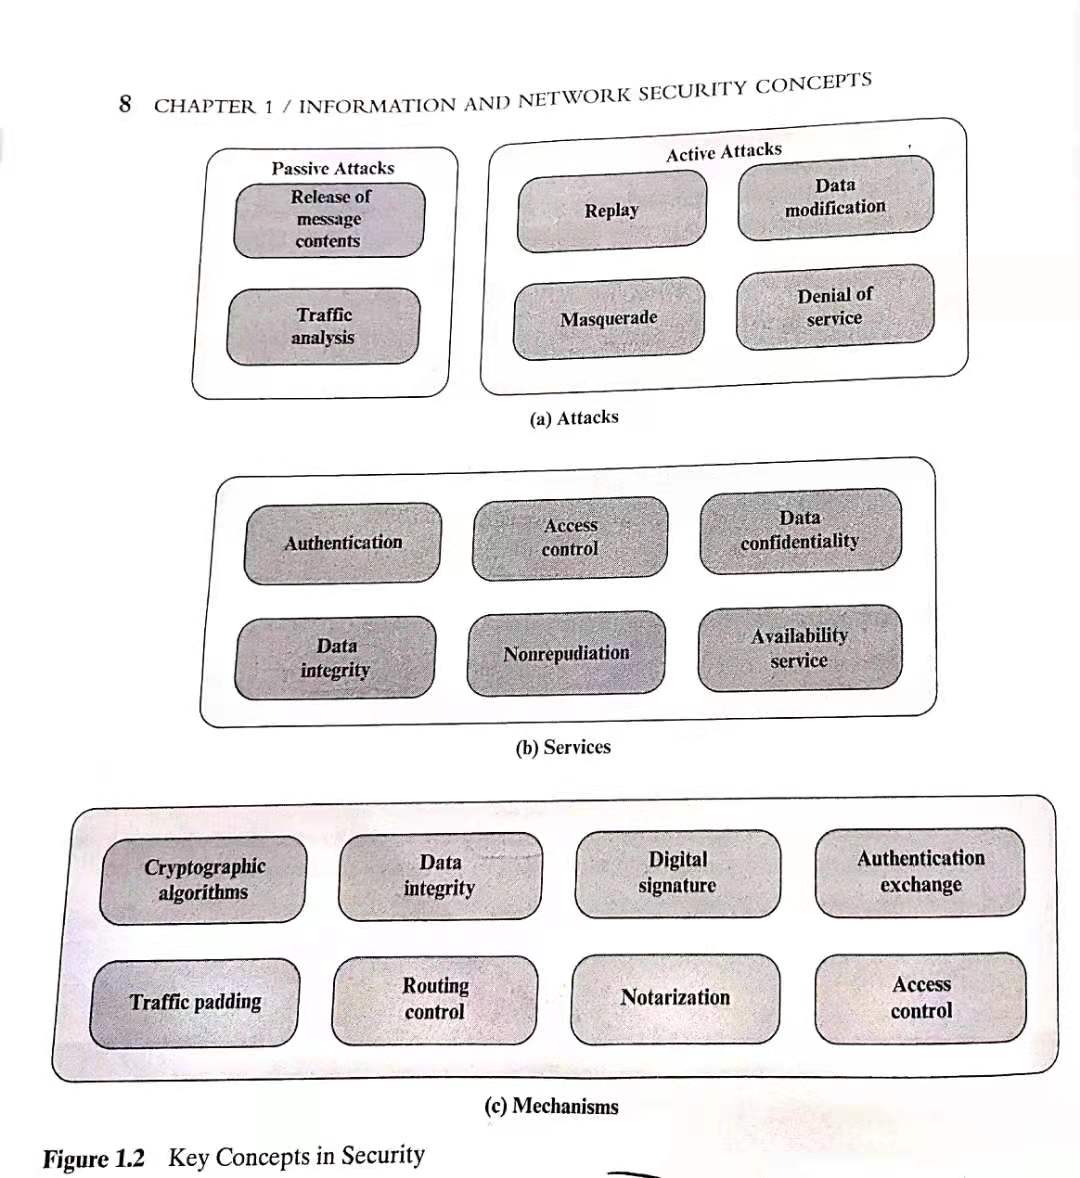 8 CHAPTER 1 / INFORMATION AND NETWORK SECURITY CONCEPTS
Passive Attacks
Release of
message
contents
Traffic
analysis
Active Attacks
Replay
Data
modification
Masquerade
Denial of
service
(a) Attacks
Authentication
Access
control
Data
confidentiality
Data
integrity
Nonrepudiation
Availability
service
(b) Services
Cryptographic
algorithms
Data
integrity
Digital
signature
Authentication
exchange
Traffic padding
Routing
control
Notarization
Access
control
(c) Mechanisms
Figure 1.2 Key Concepts in Security